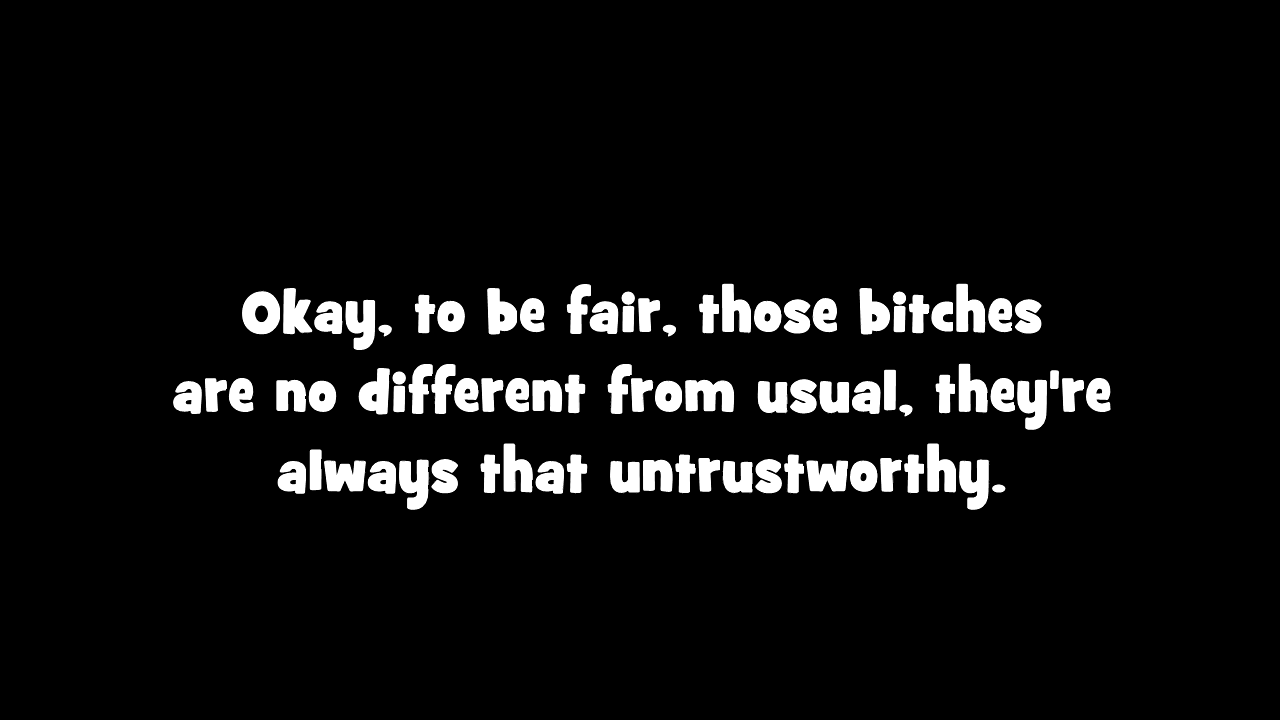 Okay, to be fair, those bitches
are no different from usual, they're
always that untrustworthy.